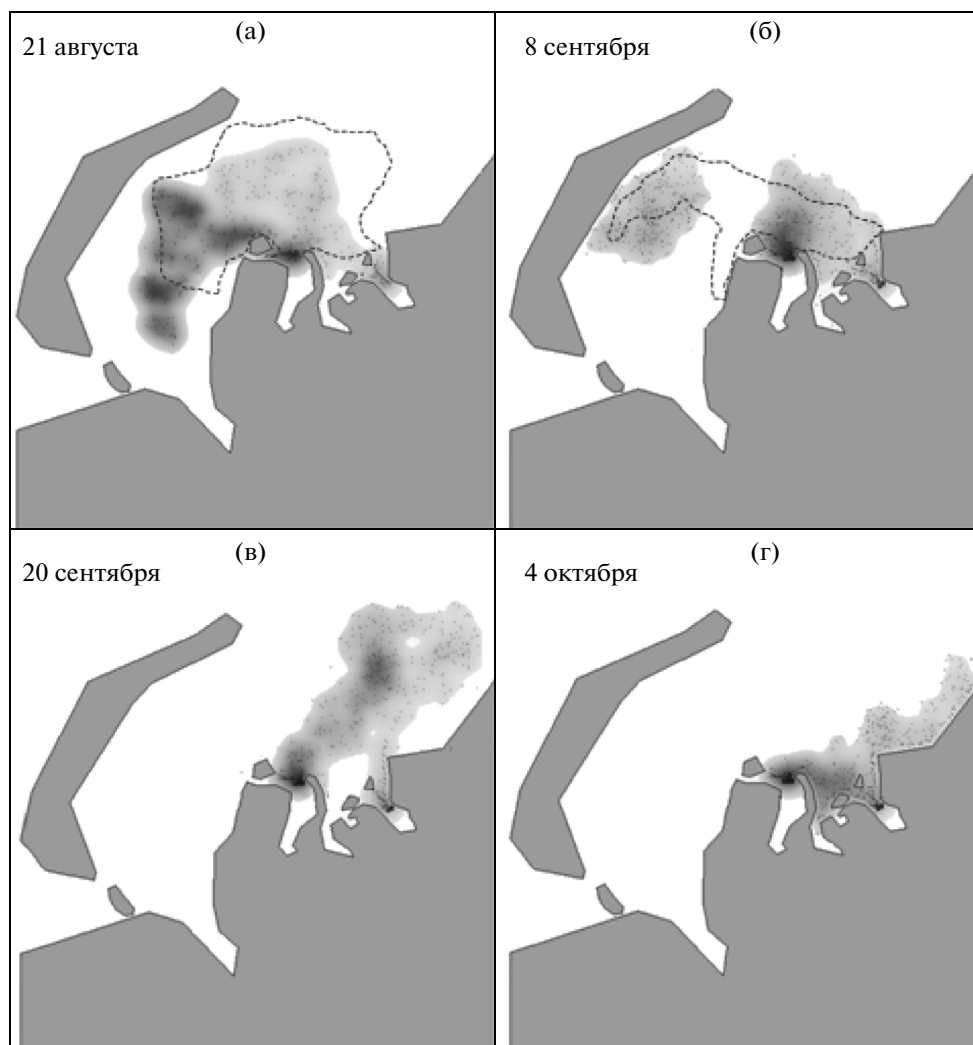 (а)
21 августа
(б)
8 сентября
(в)
20 сентября
(г)
4 октября